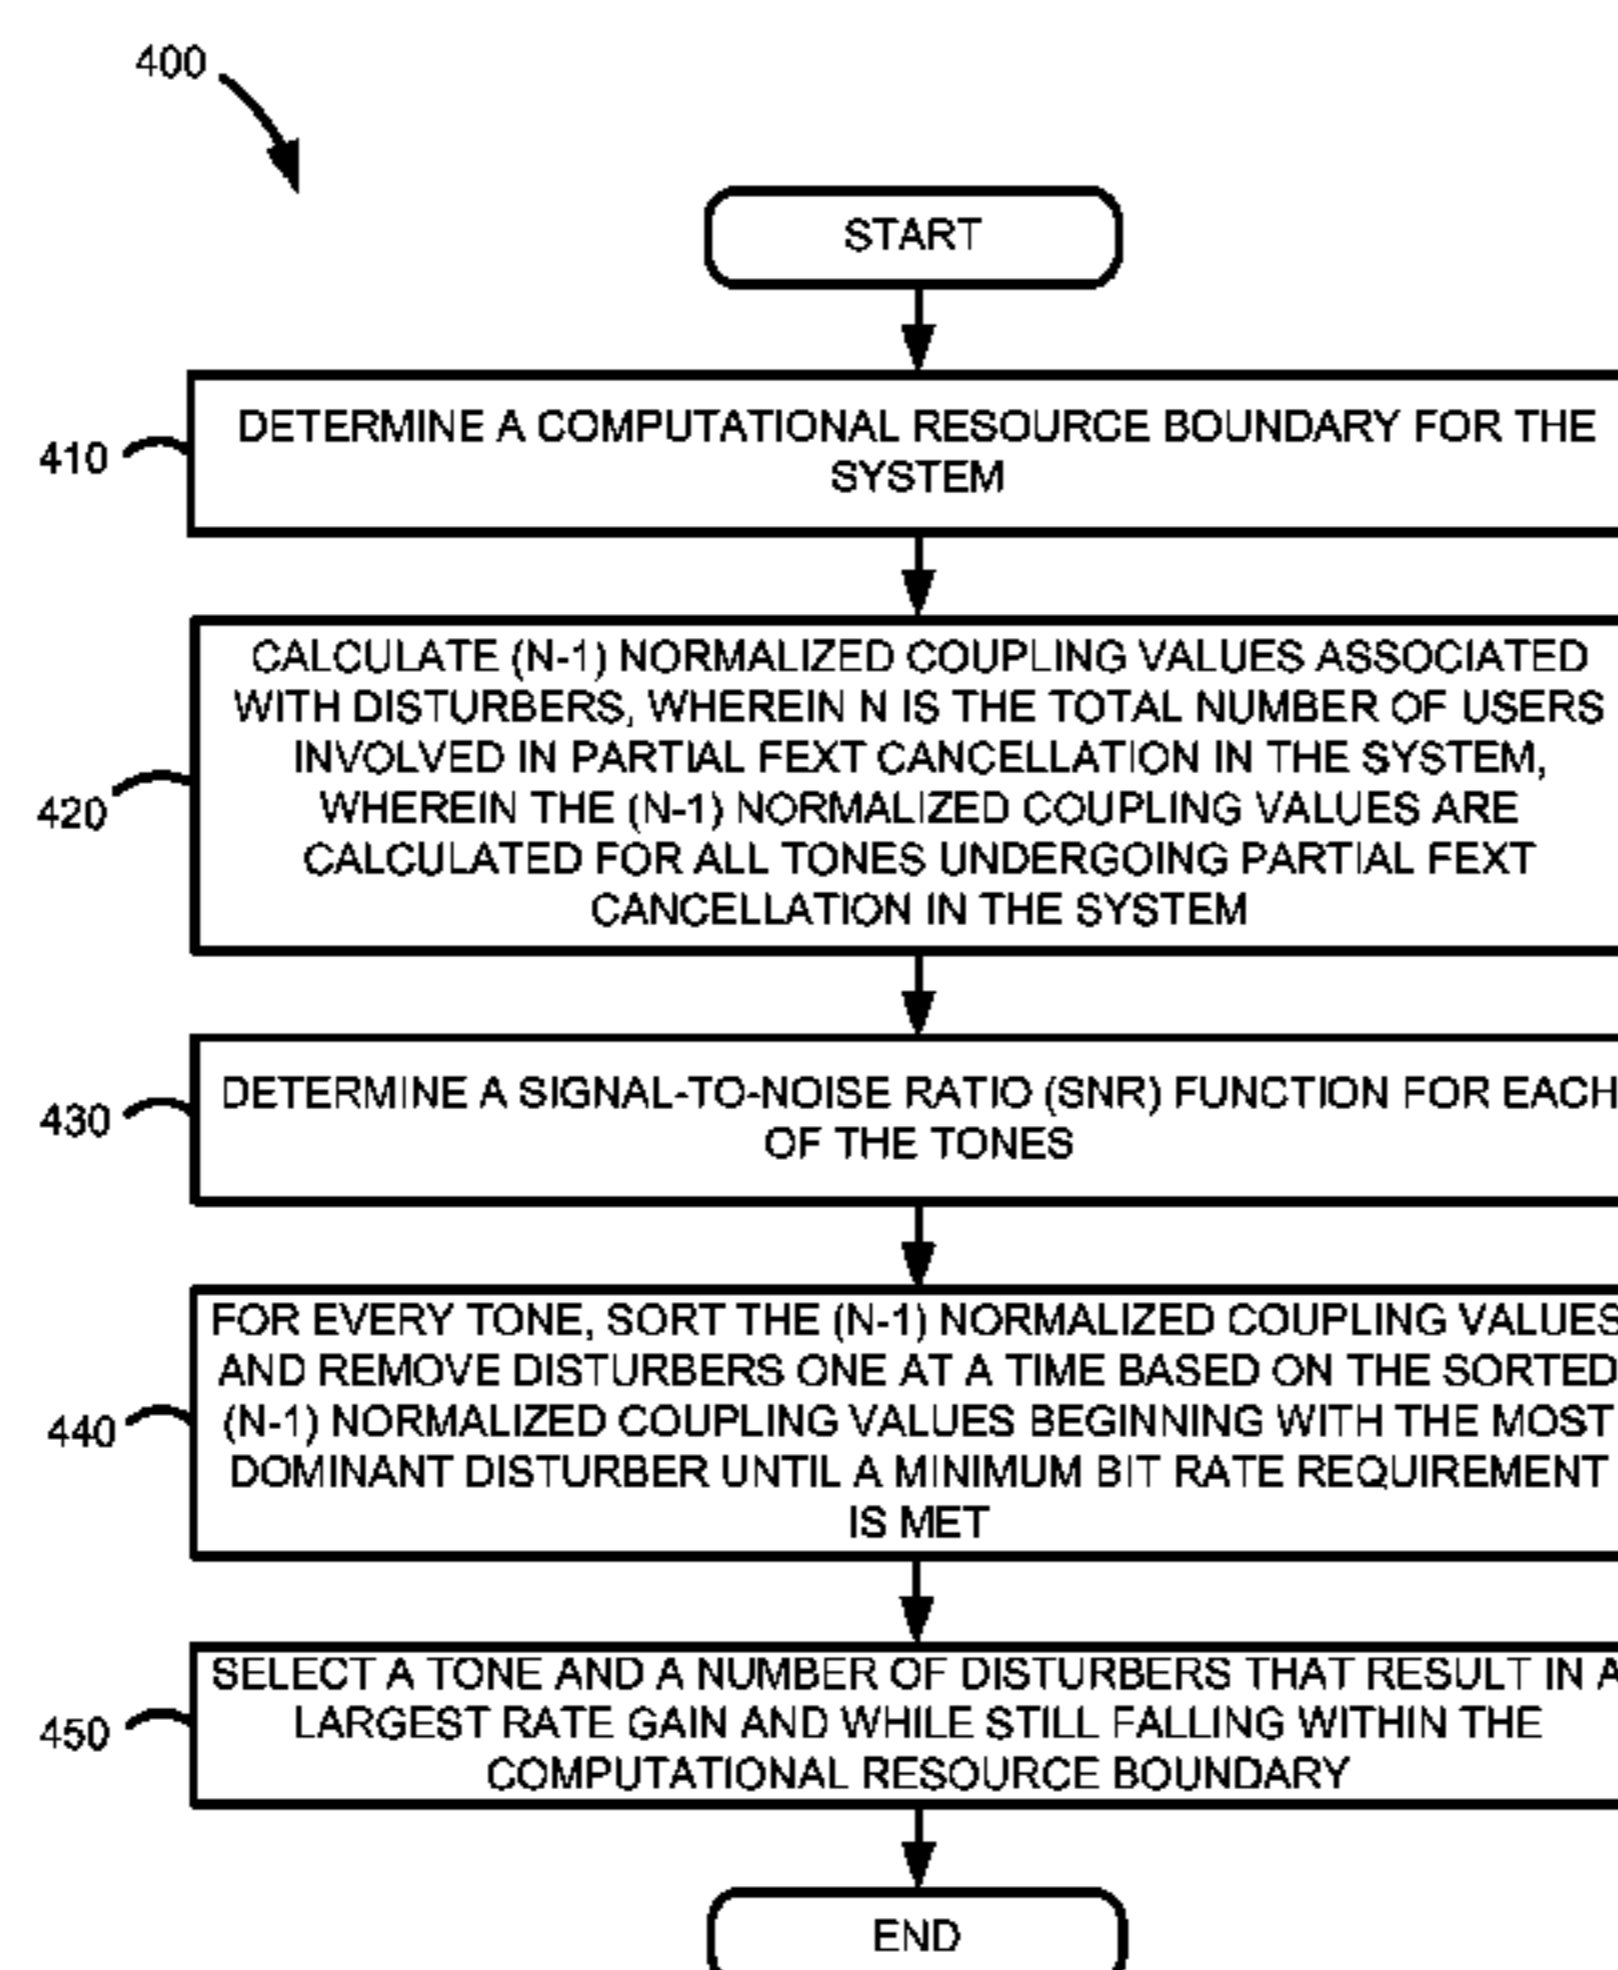 400
START
410
DETERMINE A COMPUTATIONAL RESOURCE BOUNDARY FOR THE
SYSTEM
420
CALCULATE (N-1) NORMALIZED COUPLING VALUES ASSOCIATED
WITH DISTURBERS, WHEREIN N IS THE TOTAL NUMBER OF USERS
INVOLVED IN PARTIAL FEXT CANCELLATION IN THE SYSTEM,
WHEREIN THE (N-1) NORMALIZED COUPLING VALUES ARE
CALCULATED FOR ALL TONES UNDERGOING PARTIAL FEXT
CANCELLATION IN THE SYSTEM
430
DETERMINE A SIGNAL-TO-NOISE RATIO (SNR) FUNCTION FOR EACH
OF THE TONES
440
FOR EVERY TONE, SORT THE (N-1) NORMALIZED COUPLING VALUES
AND REMOVE DISTURBERS ONE AT A TIME BASED ON THE SORTED
(N-1) NORMALIZED COUPLING VALUES BEGINNING WITH THE MOST
DOMINANT DISTURBER UNTIL A MINIMUM BIT RATE REQUIREMENT
IS MET
450
SELECT A TONE AND A NUMBER OF DISTURBERS THAT RESULT IN A
LARGEST RATE GAIN AND WHILE STILL FALLING WITHIN THE
COMPUTATIONAL RESOURCE BOUNDARY
END